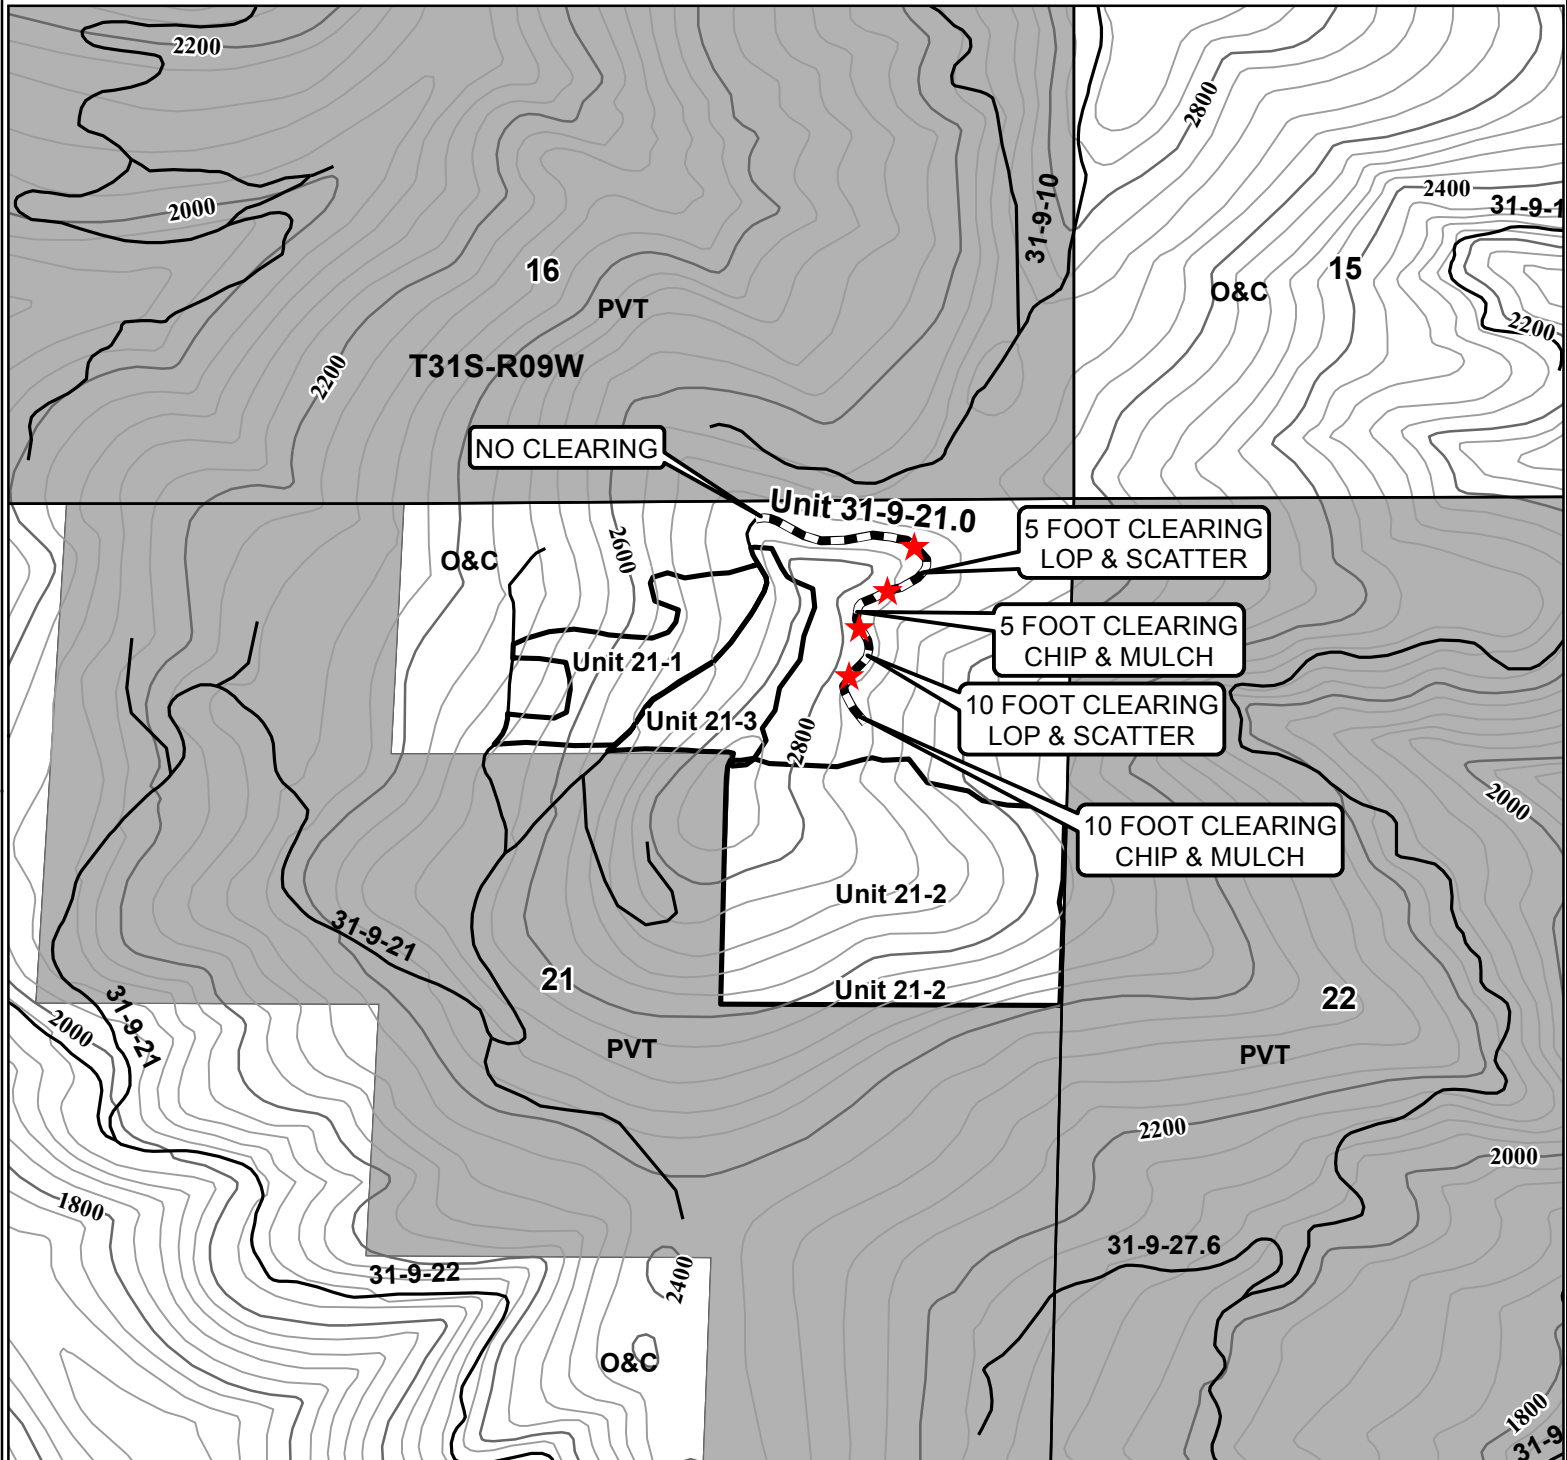 2200
2800
2400
31-9-1
2000
31-9-10
16
15
O&C
PVT
2200
2200
T31S-R09W
NO CLEARING
Unit 31-9-21.0
5 FOOT CLEARING
LOP & SCATTER
2600
O&C
5 FOOT CLEARING
CHIP & MULCH
Unit 21-1
10 FOOT CLEARING
LOP & SCATTER
Unit 21-3
2800
2000
10 FOOT CLEARING
CHIP & MULCH
Unit 21-2
31-9-21
21
Unit 21-2
22
31-9-21
2000
PVT
PVT
2200
2000
1800
31-9-27.6
31-9-22
2400
O&C
1800
31-9